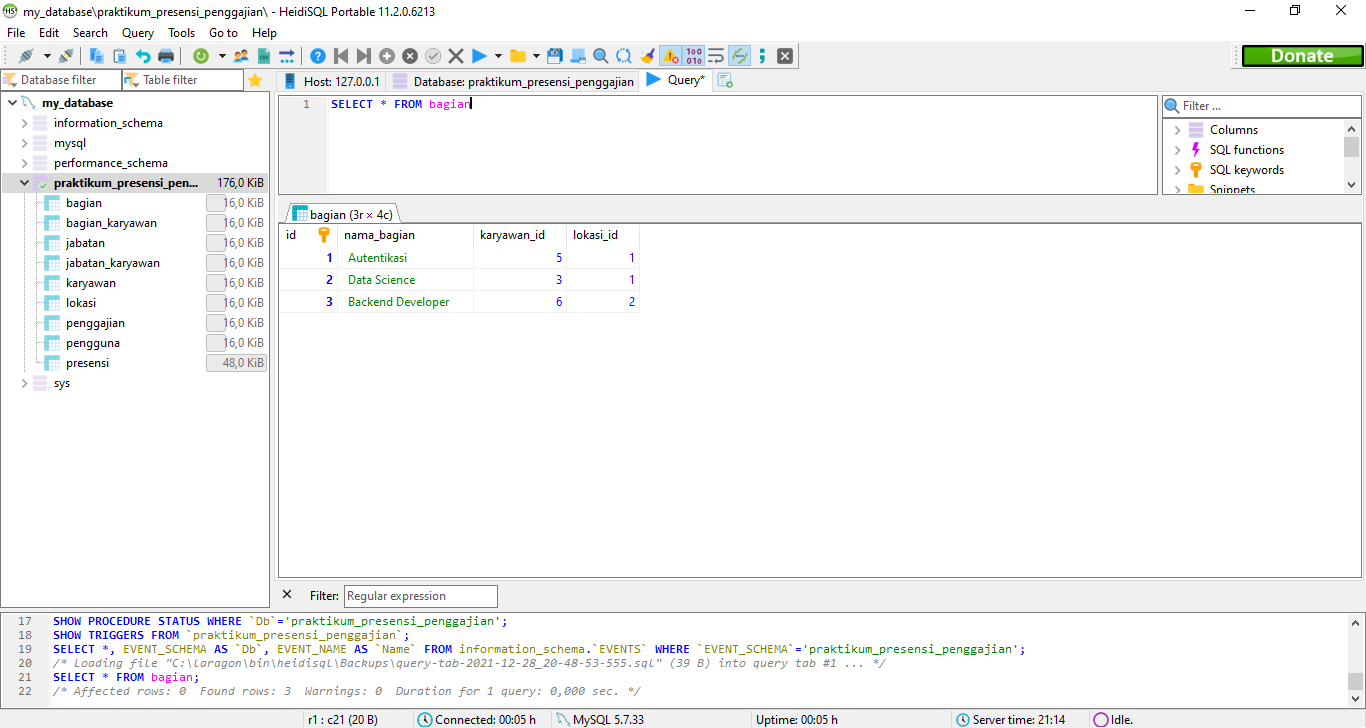 my_database\praktikum_presensi_penggajian\ - HeidiSQL Portable 11.2.0.6213
File Edit Search Query Tools Go to Help
Donate
Database filter Table filter Host: 127.0.0.1 Database: praktikum_presensi_penggajian Query*
my_database
information_schema
mysql
performance_schema
praktikum_presensi_pen... 176,0 KiB
bagian 16,0 KiB
bagian_karyawan 16,0 KiB
jabatan 16,0 KiB
jabatan_karyawan 16,0 KiB
karyawan 16,0 KiB
lokasi 16,0 KiB
penggajian 16,0 KiB
pengguna 16,0 KiB
presensi 48,0 KiB
sys
1 SELECT * FROM bagian
Filter ...
Columns
SQL functions
SQL keywords
Snippets
bagian (3r × 4c)
id nama_bagian karyawan_id lokasi_id
1 Autentikasi 5 1
2 Data Science 3 1
3 Backend Developer 6 2
Filter: Regular expression
17 SHOW PROCEDURE STATUS WHERE `Db`='praktikum_presensi_penggajian';
18 SHOW TRIGGERS FROM `praktikum_presensi_penggajian`;
19 SELECT *, EVENT_SCHEMA AS `Db`, EVENT_NAME AS `Name` FROM information_schema.`EVENTS` WHERE `EVENT_SCHEMA`='praktikum_presensi_penggajian';
20 /* Loading file "C:\laragon\bin\heidisql\Backups\query-tab-2021-12-28_20-48-53-555.sql" (39 B) into query tab #1 ... */
21 SELECT * FROM bagian;
22 /* Affected rows: 0 Found rows: 3 Warnings: 0 Duration for 1 query: 0,000 sec. */
r1 : c21 (20 B) Connected: 00:05 h MySQL 5.7.33 Uptime: 00:05 h Server time: 21:14 Idle.